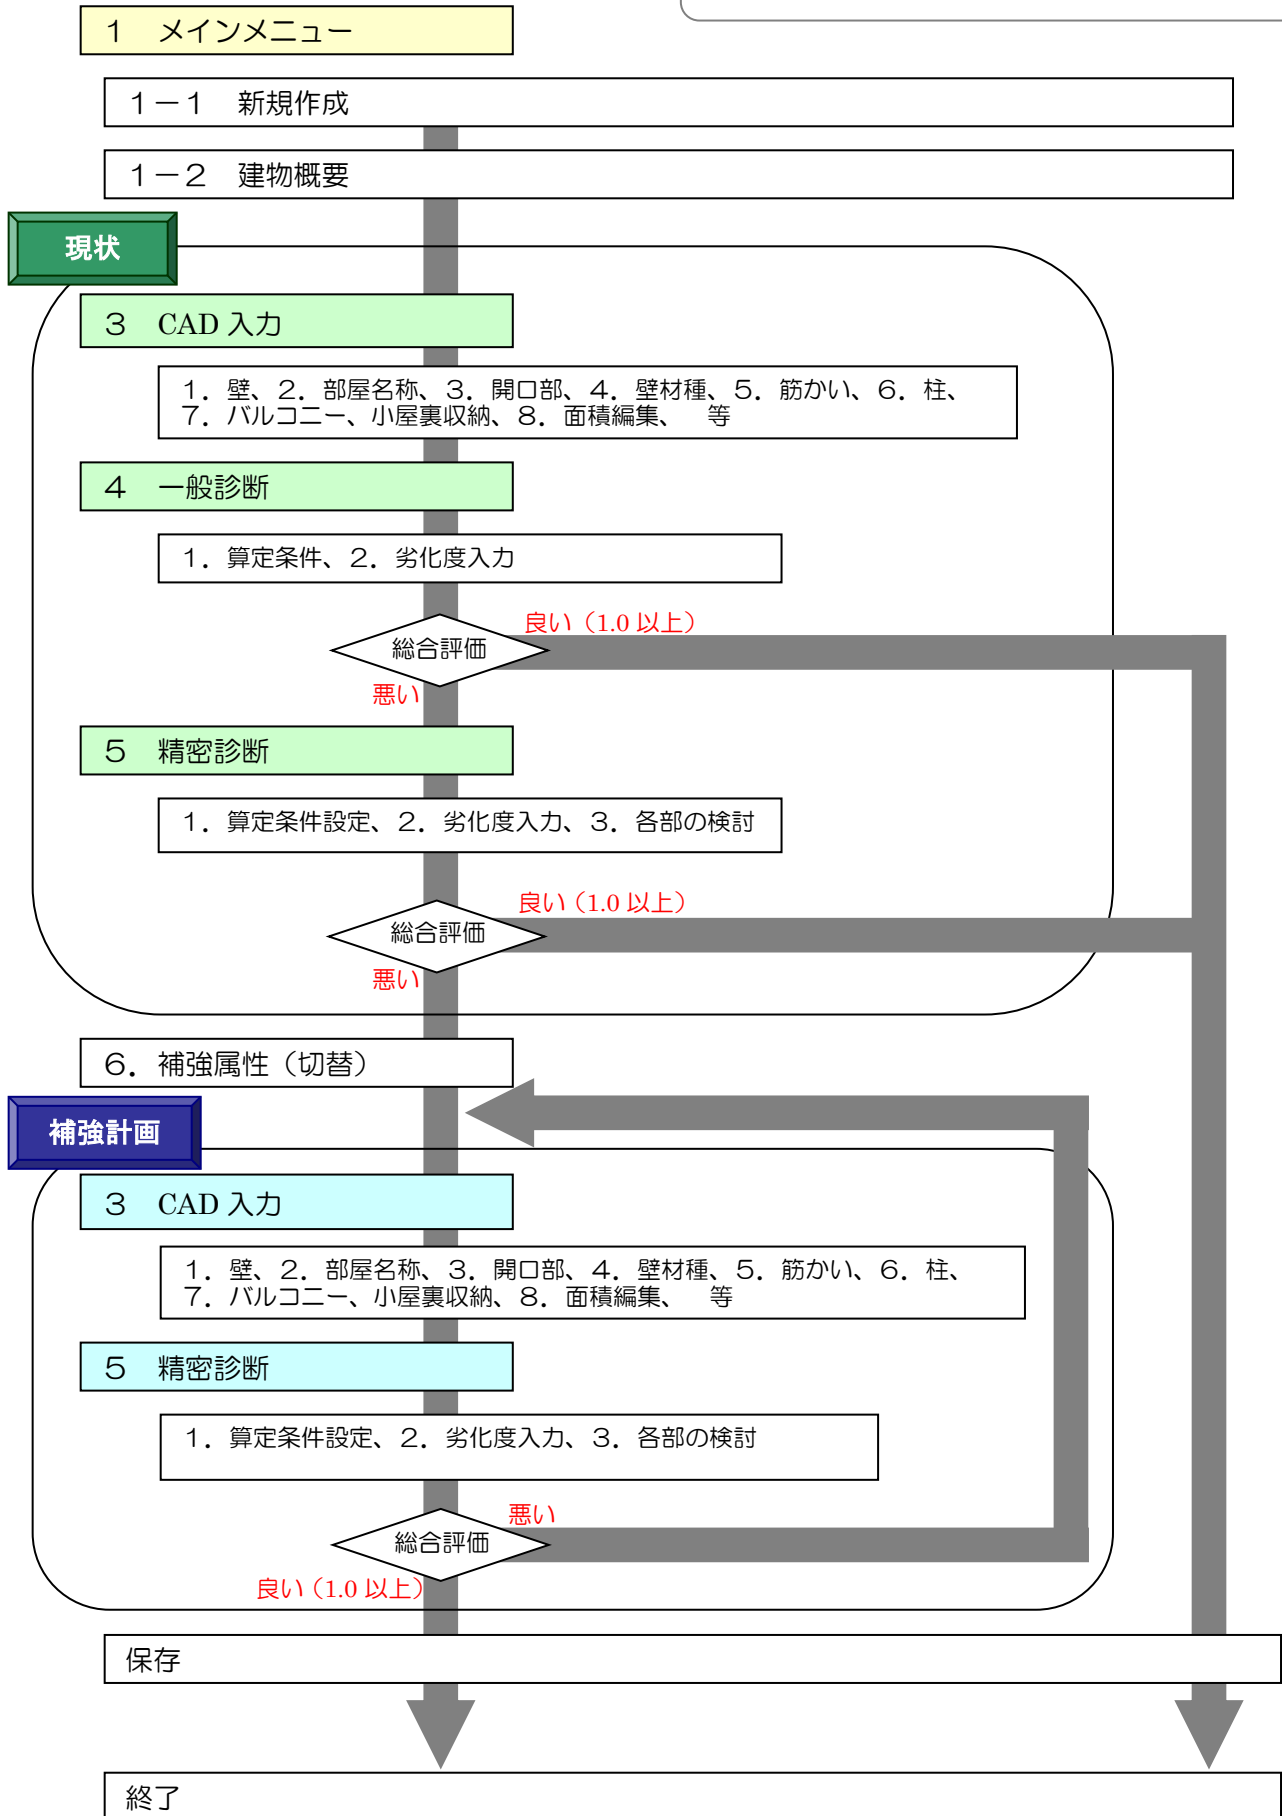 １　メインメニュー
１－１　新規作成
１－２　建物概要
現状
３　CAD 入力
１．壁、２．部屋名称、３．開口部、４．壁材種、５．筋かい、６．柱、
７．バルコニー、小屋裏収納、８．面積編集、　等
４　一般診断
１．算定条件、２．劣化度入力
良い（1.0 以上）
総合評価
悪い
５　精密診断
１．算定条件設定、２．劣化度入力、３．各部の検討
良い（1.0 以上）
総合評価
悪い
６．補強属性（切替）
補強計画
３　CAD 入力
１．壁、２．部屋名称、３．開口部、４．壁材種、５．筋かい、６．柱、
７．バルコニー、小屋裏収納、８．面積編集、　等
５　精密診断
１．算定条件設定、２．劣化度入力、３．各部の検討
悪い
総合評価
良い（1.0 以上）
保存
終了